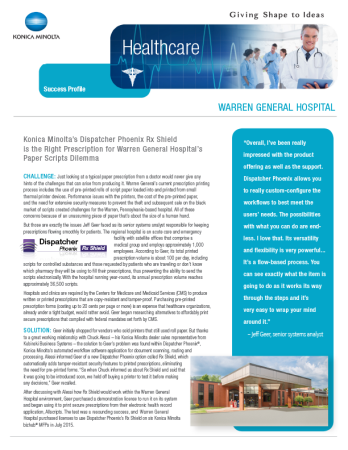 Giving Shape to Ideas
KONICA MINOLTA
Healthcare
Success Profile
WARREN GENERAL HOSPITAL
Konica Minolta's Dispatcher Phoenix Rx Shield
is the Right Prescription for Warren General Hospital's
Paper Scripts Dilemma
CHALLENGE: Just looking at a typical paper prescription from a doctor would never give any
hints of the challenges that can arise from producing it. Warren General's current prescription printing
process includes the use of pre-printed rolls of script paper loaded into and printed from small
thermal printer devices. Performance issues with the printers, the cost of the pre-printed paper,
and the need for extensive security measures to prevent the theft and subsequent sale on the black
market of scripts created challenges for the Warren, Pennsylvania-based hospital. All of these
concerns because of an unassuming piece of paper that's about the size of a human hand.
But those are exactly the issues Jeff Geer faced as its senior systems analyst responsible for keeping
prescriptions flowing smoothly for patients. The regional hospital is an acute care and emergency
facility with satellite offices that comprise a
medical group and employs approximately 1,000
employees. According to Geer, its total printed
prescription volume is about 100 per day, including
Dispatcher
Phoenix Rx Shield
scripts for controlled substances and those requested by patients who are traveling or don't know
which pharmacy they will be using to fill their prescriptions, thus preventing the ability to send the
scripts electronically. With the hospital running year-round, its annual prescription volume reaches
approximately 36,500 scripts.
Hospitals and clinics are required by the Centers for Medicare and Medicaid Services (CMS) to produce
written or printed prescriptions that are copy-resistant and tamper-proof. Purchasing pre-printed
prescription forms (costing up to 20 cents per page or more) is an expense that healthcare organizations,
already under a tight budget, would rather avoid. Geer began researching alternatives to affordably print
secure prescriptions that complied with federal mandates set forth by CMS.
SOLUTION: Geer initially shopped for vendors who sold printers that still used roll paper. But thanks
to a great working relationship with Chuck Alexsi – his Konica Minolta dealer sales representative from
Kolonvia Business Systems – the solution to Geer's problem was found within Dispatcher Phoenix®,
Konica Minolta's automated workflow software application for document scanning, routing and
processing. Alexsi informed Geer of a new Dispatcher Phoenix option called Rx Shield, which
automatically adds tamper-resistant security features to printed prescriptions, eliminating
the need for pre-printed forms. "So when Chuck informed us about Rx Shield and said that
it was going to be introduced soon, we held off buying a printer to test it before making
any decisions," Geer recalled.
After discussing with Alexsi how Rx Shield would work within the Warren General
Hospital environment, Geer purchased a demonstration license to run it on its system
and began using it to print secure prescriptions from their electronic health record
application, Allscripts. The test was a resounding success, and Warren General
Hospital purchased licenses to use Dispatcher Phoenix's Rx Shield on six Konica Minolta
bizhub® MFPs in July 2015.
"Overall, I've been really
impressed with the product
offering as well as the support.
Dispatcher Phoenix allows you
to really custom-configure the
workflows to best meet the
users' needs. The possibilities
with what you can do are end-
less. I love that. Its versatility
and flexibility is very powerful.
It's a flow-based process. You
can see exactly what the item is
going to do as it works its way
through the steps and it's
very easy to wrap your mind
around it."
– Jeff Geer, senior systems analyst